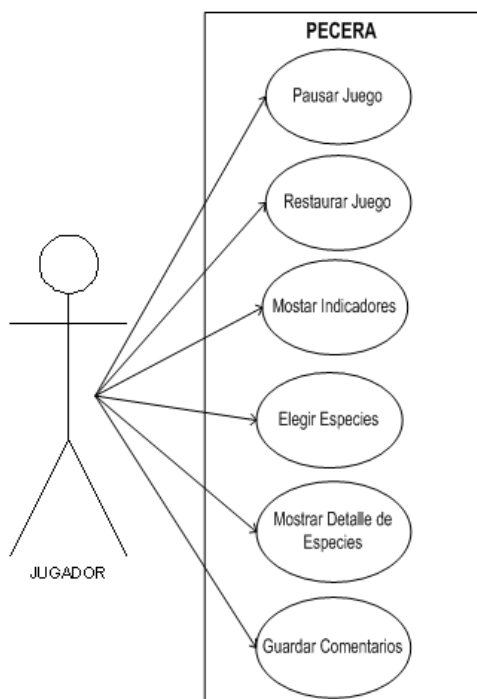 PECERA
Pausar Juego
Restaurar Juego
Mostar Indicadores
Elegir Especies
Mostrar Detalle de
Especies
Guardar Comentarios
JUGADOR